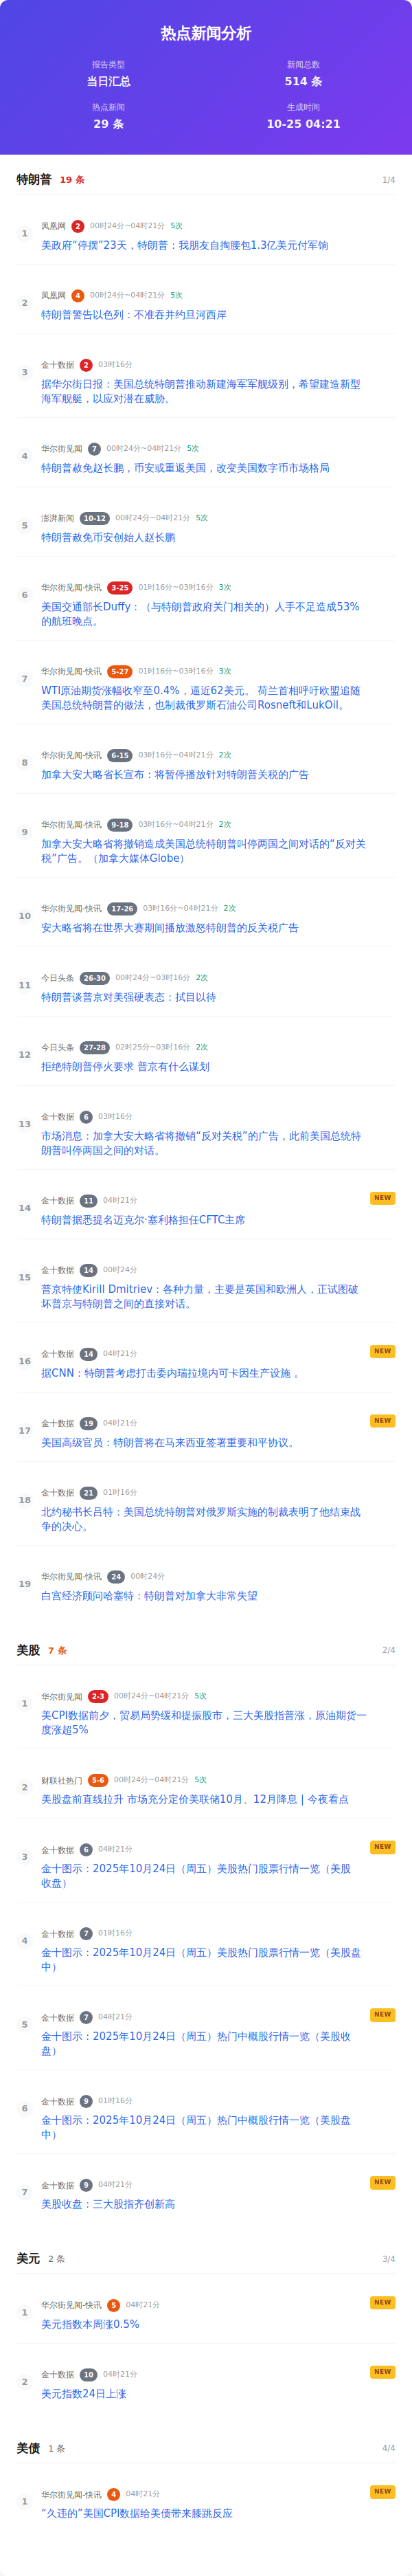 热点新闻分析
报告类型
新闻总数
当日汇总
514 条
热点新闻
生成时间
29 条
10-25 04:21
特朗普 19 条
1/4
1
凤凰网 2 00时24分~04时21分 5次
美政府“停摆”23天，特朗普：我朋友自掏腰包1.3亿美元付军饷
2
凤凰网 4 00时24分~04时21分 5次
特朗普警告以色列：不准吞并约旦河西岸
3
金十数据 2 03时16分
据华尔街日报：美国总统特朗普推动新建海军军舰级别，希望建造新型
海军舰艇，以应对潜在威胁。
4
华尔街见闻 7 00时24分~04时21分 5次
特朗普赦免赵长鹏，币安或重返美国，改变美国数字币市场格局
5
澎湃新闻 10-12 00时24分~04时21分 5次
特朗普赦免币安创始人赵长鹏
6
华尔街见闻-快讯 3-25 01时16分~03时16分 3次
美国交通部长Duffy：（与特朗普政府关门相关的）人手不足造成53%
的航班晚点。
7
华尔街见闻-快讯 5-27 01时16分~03时16分 3次
WTI原油期货涨幅收窄至0.4%，逼近62美元。 荷兰首相呼吁欧盟追随
美国总统特朗普的做法，也制裁俄罗斯石油公司Rosneft和LukOil。
8
华尔街见闻-快讯 6-15 03时16分~04时21分 2次
加拿大安大略省长宣布：将暂停播放针对特朗普关税的广告
9
华尔街见闻-快讯 9-18 03时16分~04时21分 2次
加拿大安大略省将撤销造成美国总统特朗普叫停两国之间对话的“反对关
税”广告。（加拿大媒体Globe）
10
华尔街见闻-快讯 17-26 03时16分~04时21分 2次
安大略省将在世界大赛期间播放激怒特朗普的反关税广告
11
今日头条 26-30 00时24分~03时16分 2次
特朗普谈普京对美强硬表态：拭目以待
12
今日头条 27-28 02时25分~03时16分 2次
拒绝特朗普停火要求 普京有什么谋划
13
金十数据 6 03时16分
市场消息：加拿大安大略省将撤销“反对关税”的广告，此前美国总统特
朗普叫停两国之间的对话。
14
金十数据 11 04时21分
NEW
特朗普据悉提名迈克尔·塞利格担任CFTC主席
15
金十数据 14 00时24分
普京特使Kirill Dmitriev：各种力量，主要是英国和欧洲人，正试图破
坏普京与特朗普之间的直接对话。
16
金十数据 14 04时21分
NEW
据CNN：特朗普考虑打击委内瑞拉境内可卡因生产设施 。
17
金十数据 19 04时21分
NEW
美国高级官员：特朗普将在马来西亚签署重要和平协议。
18
金十数据 21 01时16分
北约秘书长吕特：美国总统特朗普对俄罗斯实施的制裁表明了他结束战
争的决心。
19
华尔街见闻-快讯 24 00时24分
白宫经济顾问哈塞特：特朗普对加拿大非常失望
美股 7 条
2/4
1
华尔街见闻 2-3 00时24分~04时21分 5次
美CPI数据前夕，贸易局势缓和提振股市，三大美股指普涨，原油期货一
度涨超5%
2
财联社热门 5-6 00时24分~04时21分 5次
美股盘前直线拉升 市场充分定价美联储10月、12月降息 | 今夜看点
3
金十数据 6 04时21分
NEW
金十图示：2025年10月24日（周五）美股热门股票行情一览（美股
收盘）
4
金十数据 7 01时16分
金十图示：2025年10月24日（周五）美股热门股票行情一览（美股盘
中）
5
金十数据 7 04时21分
NEW
金十图示：2025年10月24日（周五）热门中概股行情一览（美股收
盘）
6
金十数据 9 01时16分
金十图示：2025年10月24日（周五）热门中概股行情一览（美股盘
中）
7
金十数据 9 04时21分
NEW
美股收盘：三大股指齐创新高
美元 2 条
3/4
1
华尔街见闻-快讯 5 04时21分
NEW
美元指数本周涨0.5%
2
金十数据 10 04时21分
NEW
美元指数24日上涨
美债 1 条
4/4
1
华尔街见闻-快讯 4 04时21分
NEW
“久违的”美国CPI数据给美债带来膝跳反应